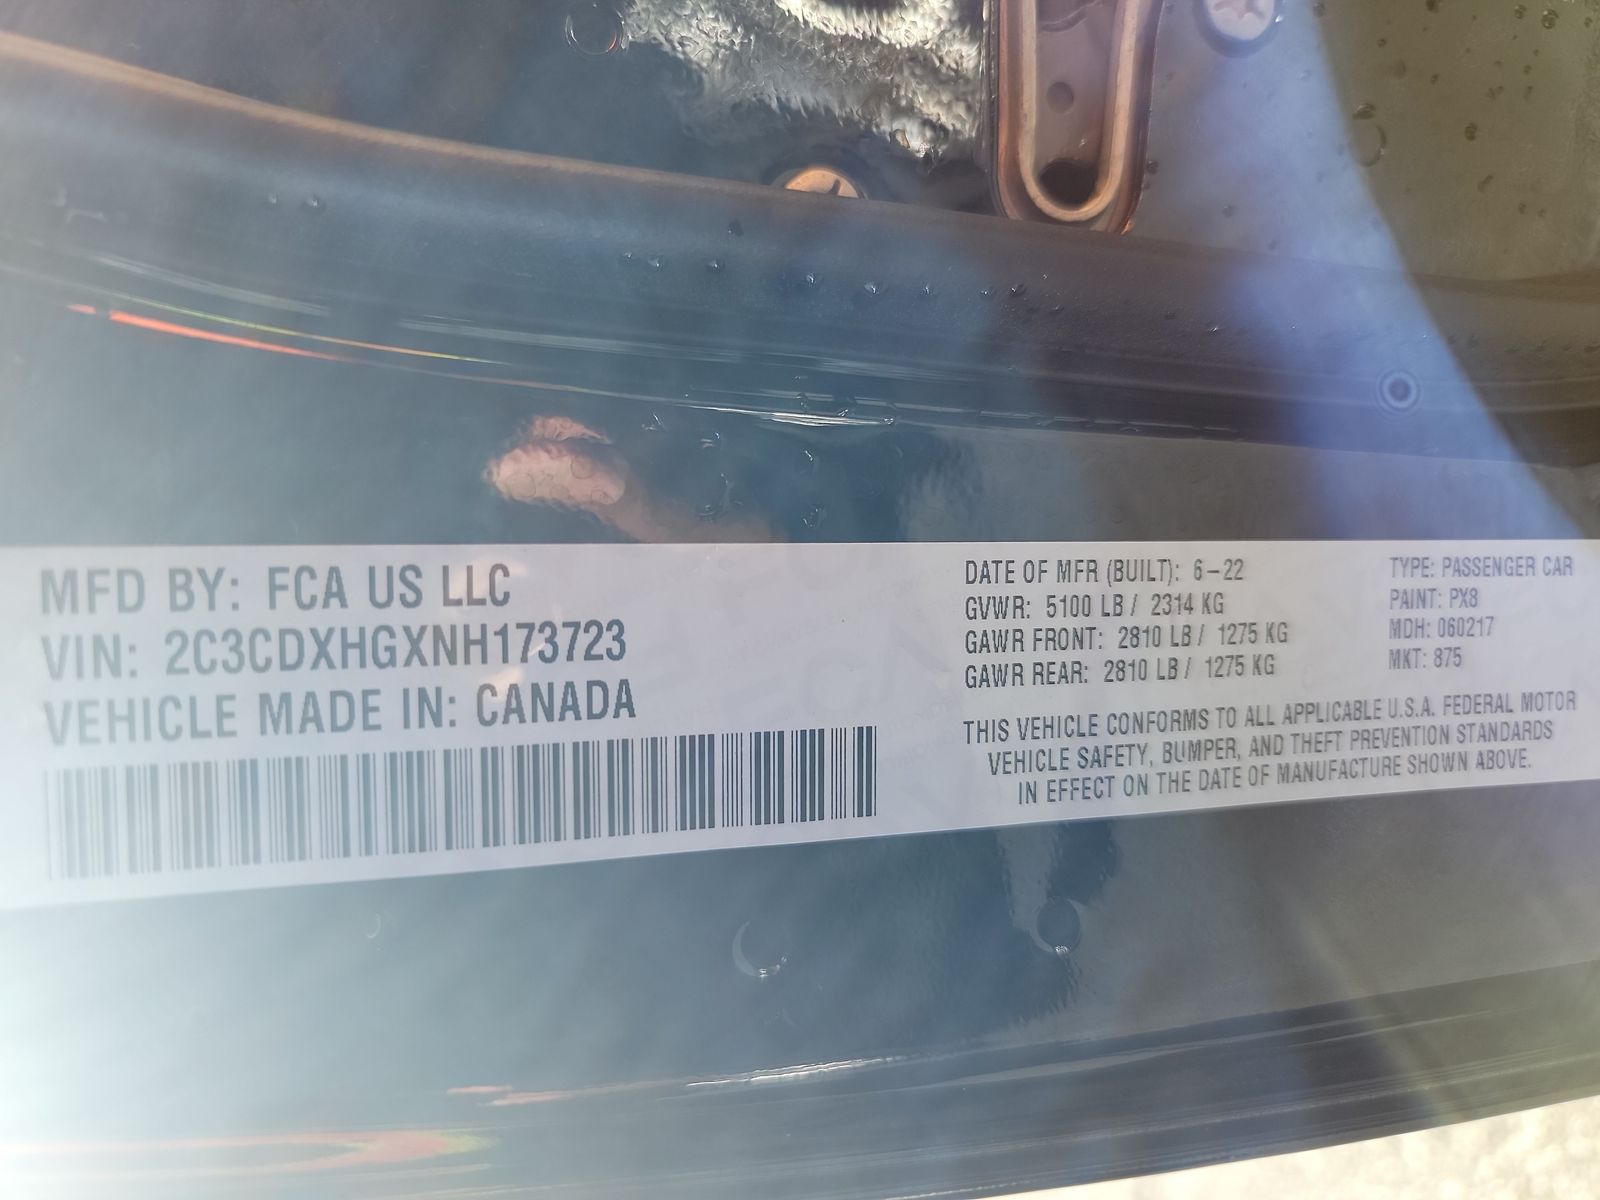 MFD BY: FCA US LLC
VIN: 2C3CDXHGXNH173723
VEHICLE MADE IN: CANADA
DATE OF MFR (BUILT): 6-22
GVWR: 5100 LB / 2314 KG
GAWR FRONT: 2810 LB / 1275 KG
GAWR REAR: 2810 LB / 1275 KG
TYPE: PASSENGER CAR
PAINT: PX8
MDH: 060217
MKT: 875
THIS VEHICLE CONFORMS TO ALL APPLICABLE U.S.A. FEDERAL MOTOR
VEHICLE SAFETY, BUMPER, AND THEFT PREVENTION STANDARDS
IN EFFECT ON THE DATE OF MANUFACTURE SHOWN ABOVE.